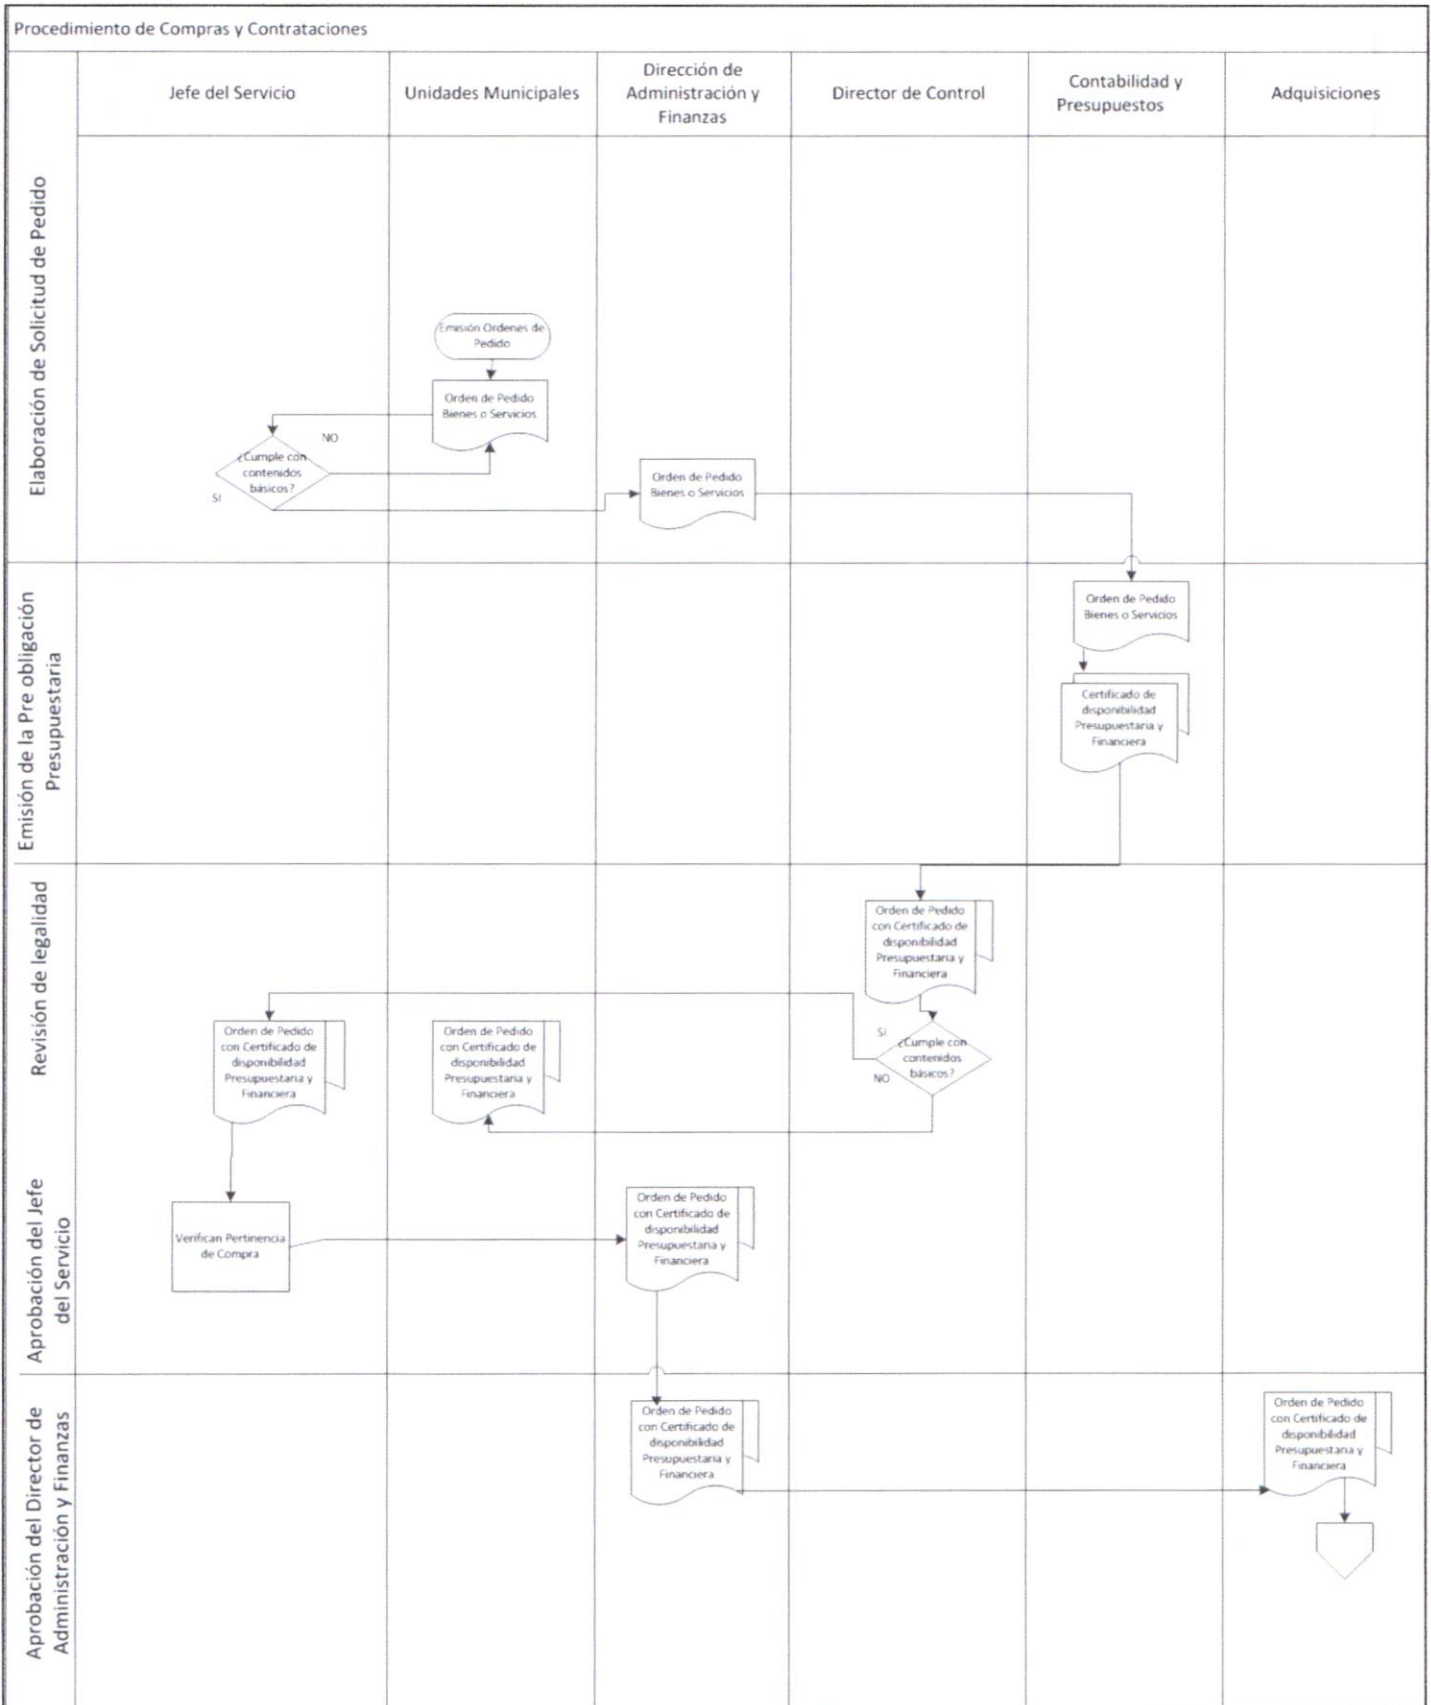 Procedimiento de Compras y Contrataciones
Jefe del Servicio
Unidades Municipales
Dirección de
Administración y
Finanzas
Director de Control
Contabilidad y
Presupuestos
Adquisiciones
Elaboración de Solicitud de Pedido
Emisión Ordenes de
Pedido
Orden de Pedido
Bienes o Servicios
NO
¿Cumple con
contenidos
básicos?
SI
Orden de Pedido
Bienes o Servicios
Emisión de la Pre obligación
Presupuestaria
Orden de Pedido
Bienes o Servicios
Certificado de
disponibilidad
Presupuestaria y
Financiera
Revisión de legalidad
Orden de Pedido
con Certificado de
disponibilidad
Presupuestaria y
Financiera
SI
¿Cumple con
contenidos
básicos?
NO
Orden de Pedido
con Certificado de
disponibilidad
Presupuestaria y
Financiera
Orden de Pedido
con Certificado de
disponibilidad
Presupuestaria y
Financiera
Aprobación del Jefe
del Servicio
Verifican Pertinencia
de Compra
Orden de Pedido
con Certificado de
disponibilidad
Presupuestaria y
Financiera
Aprobación del Director de
Administración y Finanzas
Orden de Pedido
con Certificado de
disponibilidad
Presupuestaria y
Financiera
Orden de Pedido
con Certificado de
disponibilidad
Presupuestaria y
Financiera